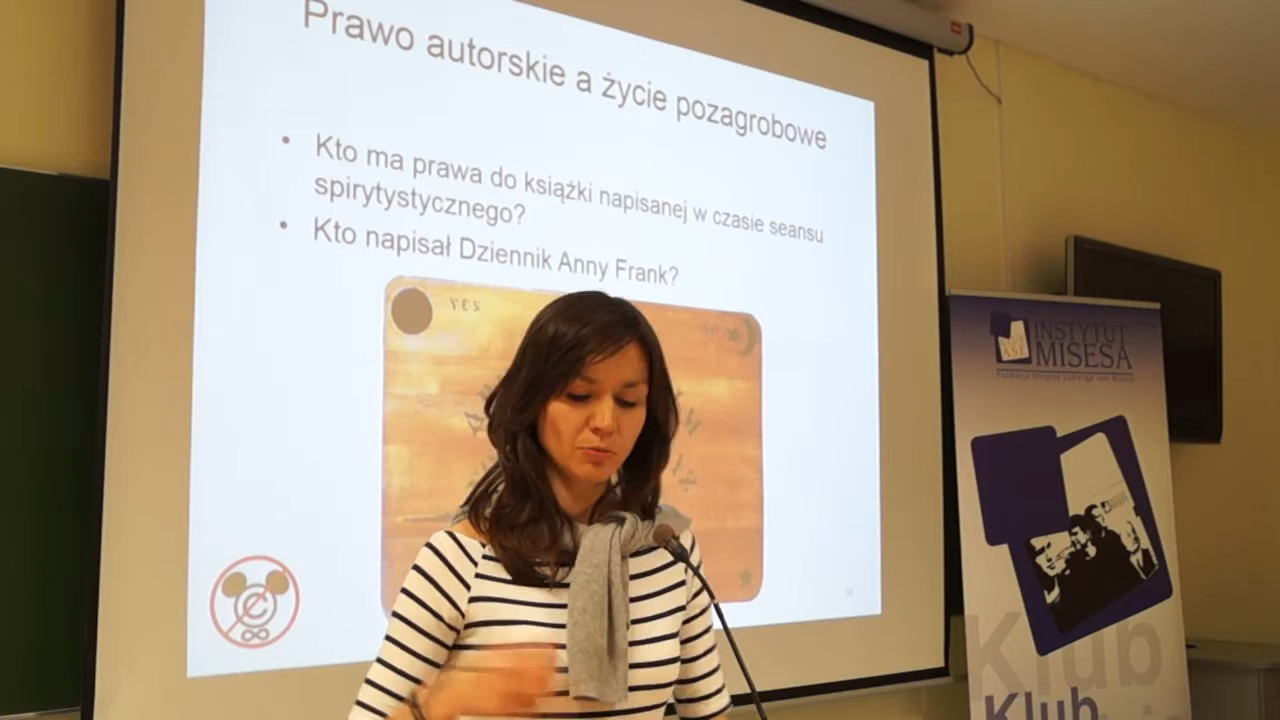 Prawo autorskie a życie pozagrobowe
• Kto ma prawa do książki napisanej w czasie seansu
spirytystycznego?
• Kto napisał Dziennik Anny Frank?
YES
INSTYTUT
MISESA
Klub
Klub